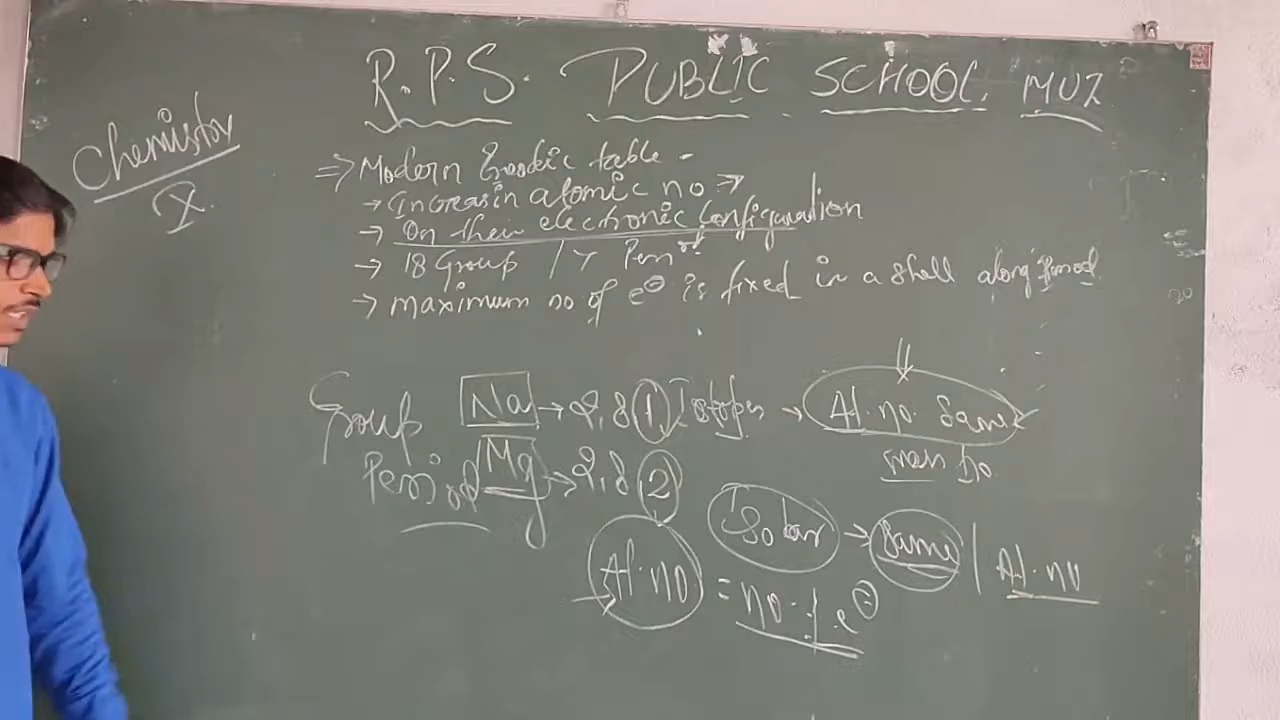 R.P.S. PUBLIC SCHOOL. MUZ
Chemistry
X.
⇒ Modern Periodic table -
→ Increasin atomic no →
→ On their electronic Configuration
→ 18 Group / 7 Period
→ maximum no of e⊖ is fixed in a shell along Period
Group Na → 2,8,1 Isotopes → At. no. Same
mass no.
Period Mg → 2,8,2
Isobar → Same | At. no
At. no = no. of e⊖